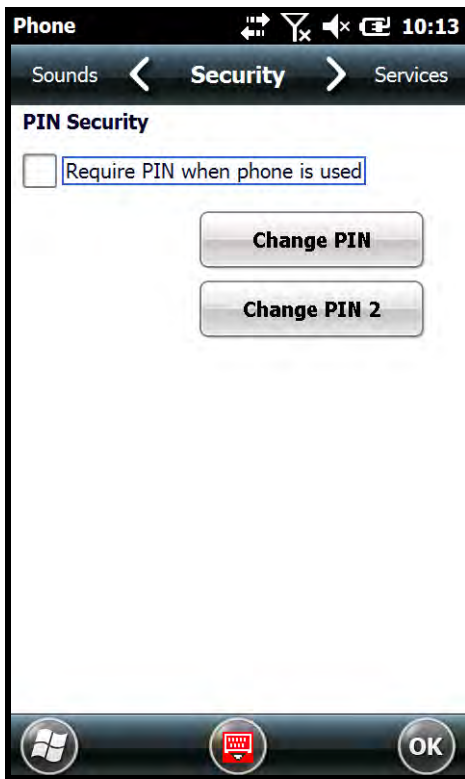 Phone 10:13
Sounds Security Services
PIN Security
Require PIN when phone is used
Change PIN
Change PIN 2
OK